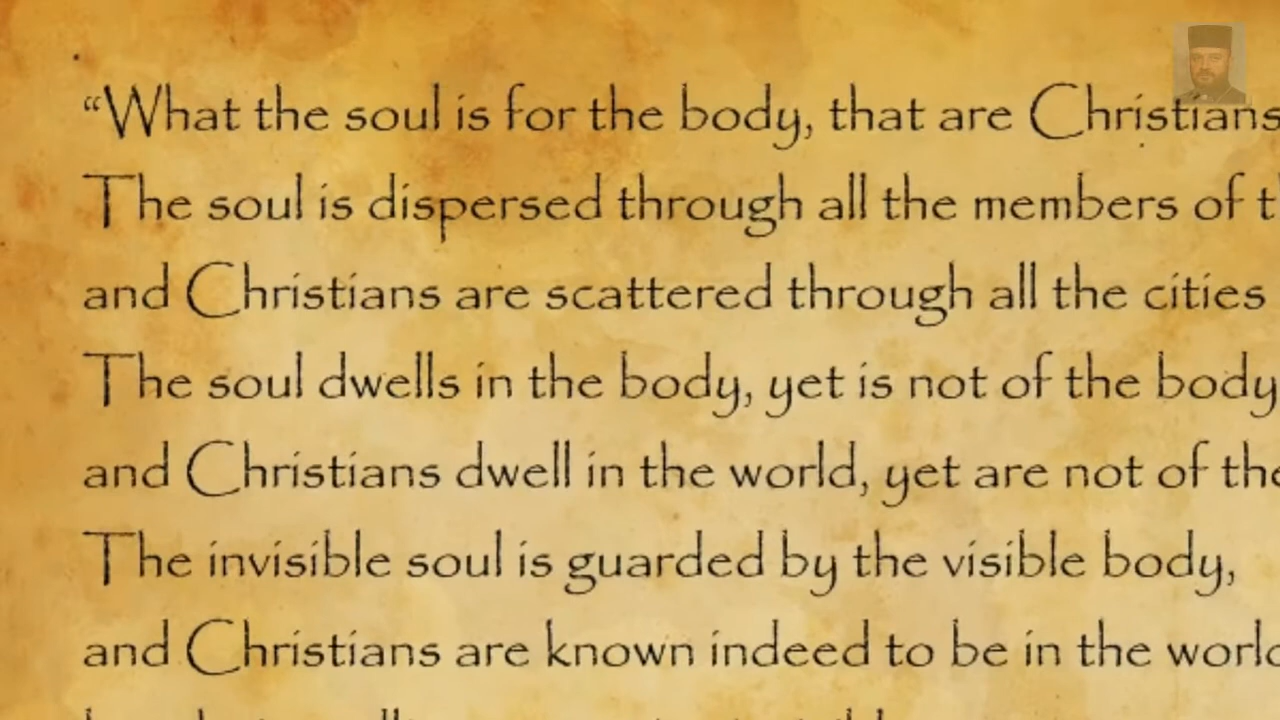 “What the soul is for the body, that are Christians
The soul is dispersed through all the members of
and Christians are scattered through all the cities
The soul dwells in the body, yet is not of the body
and Christians dwell in the world, yet are not of the
The invisible soul is guarded by the visible body,
and Christians are known indeed to be in the world